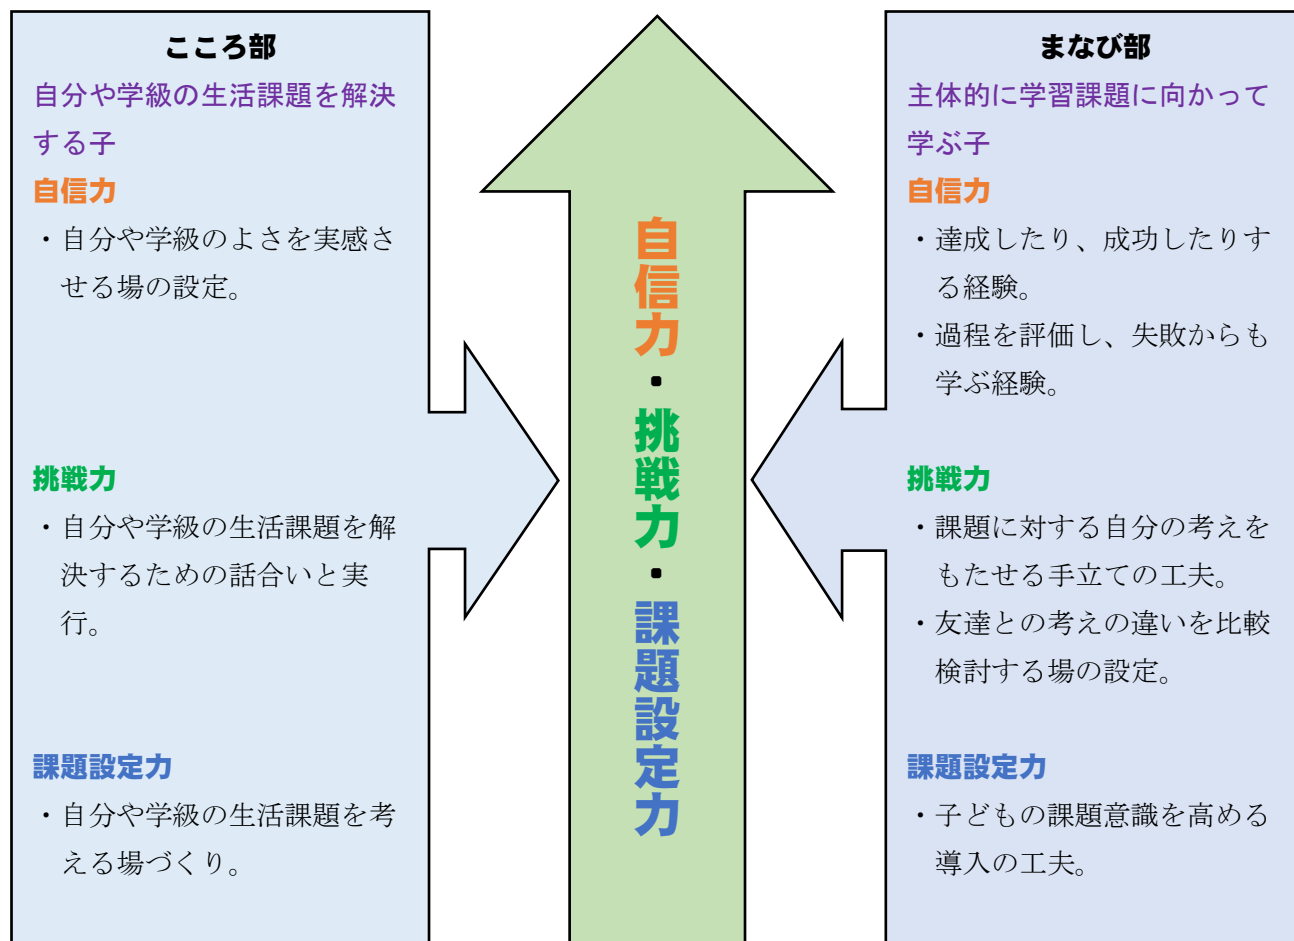 こころ部
自分や学級の生活課題を解決
する子
自信力
・自分や学級のよさを実感さ
せる場の設定。
挑戦力
・自分や学級の生活課題を解
決するための話合いと実
行。
課題設定力
・自分や学級の生活課題を考
える場づくり。
自信力・挑戦力・課題設定力
まなび部
主体的に学習課題に向かって
学ぶ子
自信力
・達成したり、成功したりす
る経験。
・過程を評価し、失敗からも
学ぶ経験。
挑戦力
・課題に対する自分の考えを
もたせる手立ての工夫。
・友達との考えの違いを比較
検討する場の設定。
課題設定力
・子どもの課題意識を高める
導入の工夫。